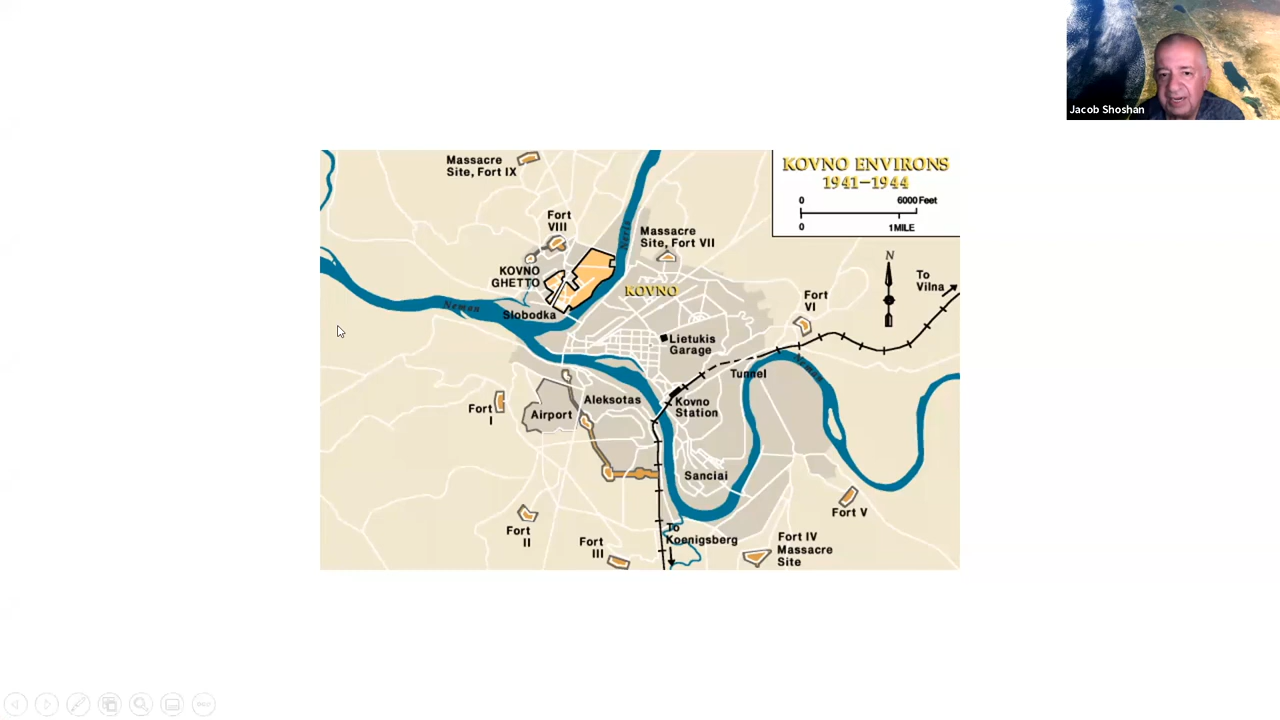 Jacob Shoshan
KOVNO ENVIRONS
1941–1944
0
6000 Feet
0
1 MILE
Massacre
Site, Fort IX
Fort
VIII
Neris
Massacre
Site, Fort VII
KOVNO
GHETTO
KOVNO
N
To
Vilna
Neman
Slobodka
Fort
VI
Lietukis
Garage
Tunnel
Neman
Fort
I
Airport
Aleksotas
Kovno
Station
Sanciai
Fort V
Fort
II
Fort
III
To
Koenigsberg
Fort IV
Massacre
Site